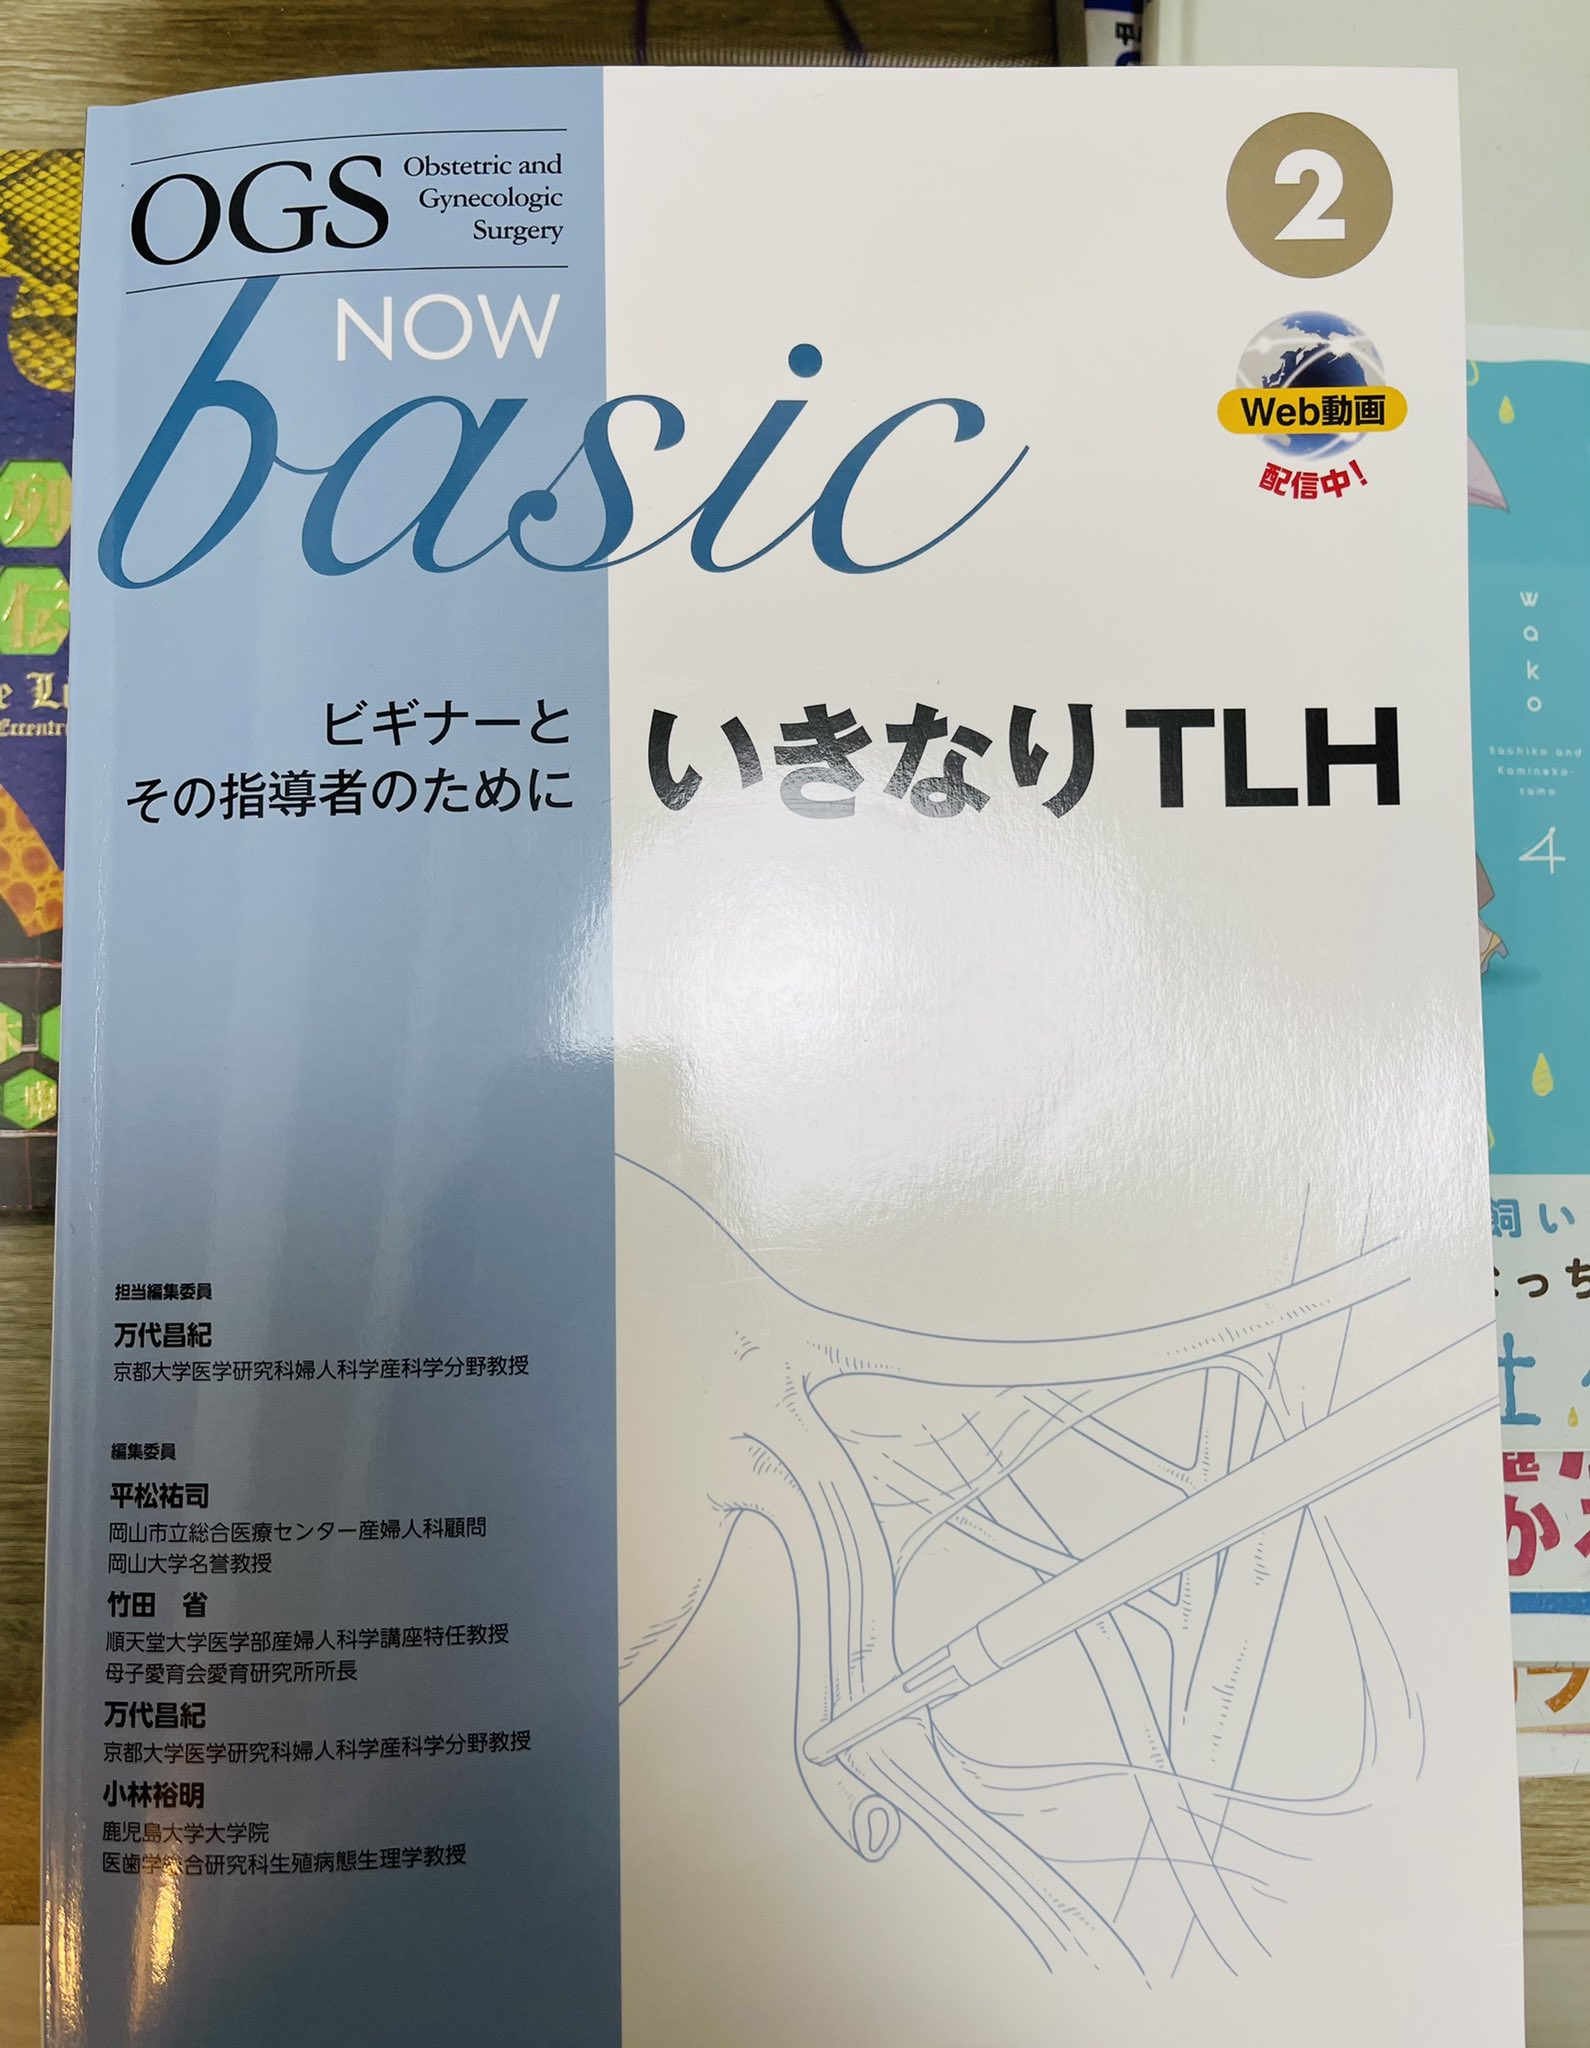 OGS
Obstetric and
Gynecologic
Surgery
NOW
basic
2
Web動画
配信中!
ビギナーと
その指導者のために
いきなりTLH
担当編集委員
万代昌紀
京都大学医学研究科婦人科学産科学分野教授
編集委員
平松祐司
岡山市立総合医療センター産婦人科顧問
岡山大学名誉教授
竹田 省
順天堂大学医学部産婦人科学講座特任教授
母子愛育会愛育研究所所長
万代昌紀
京都大学医学研究科婦人科学産科学分野教授
小林裕明
鹿児島大学大学院
医歯学総合研究科生殖病態生理学教授
列
伝
wako
Sachiko and
Kamineko-
sama
4
飼い
っち